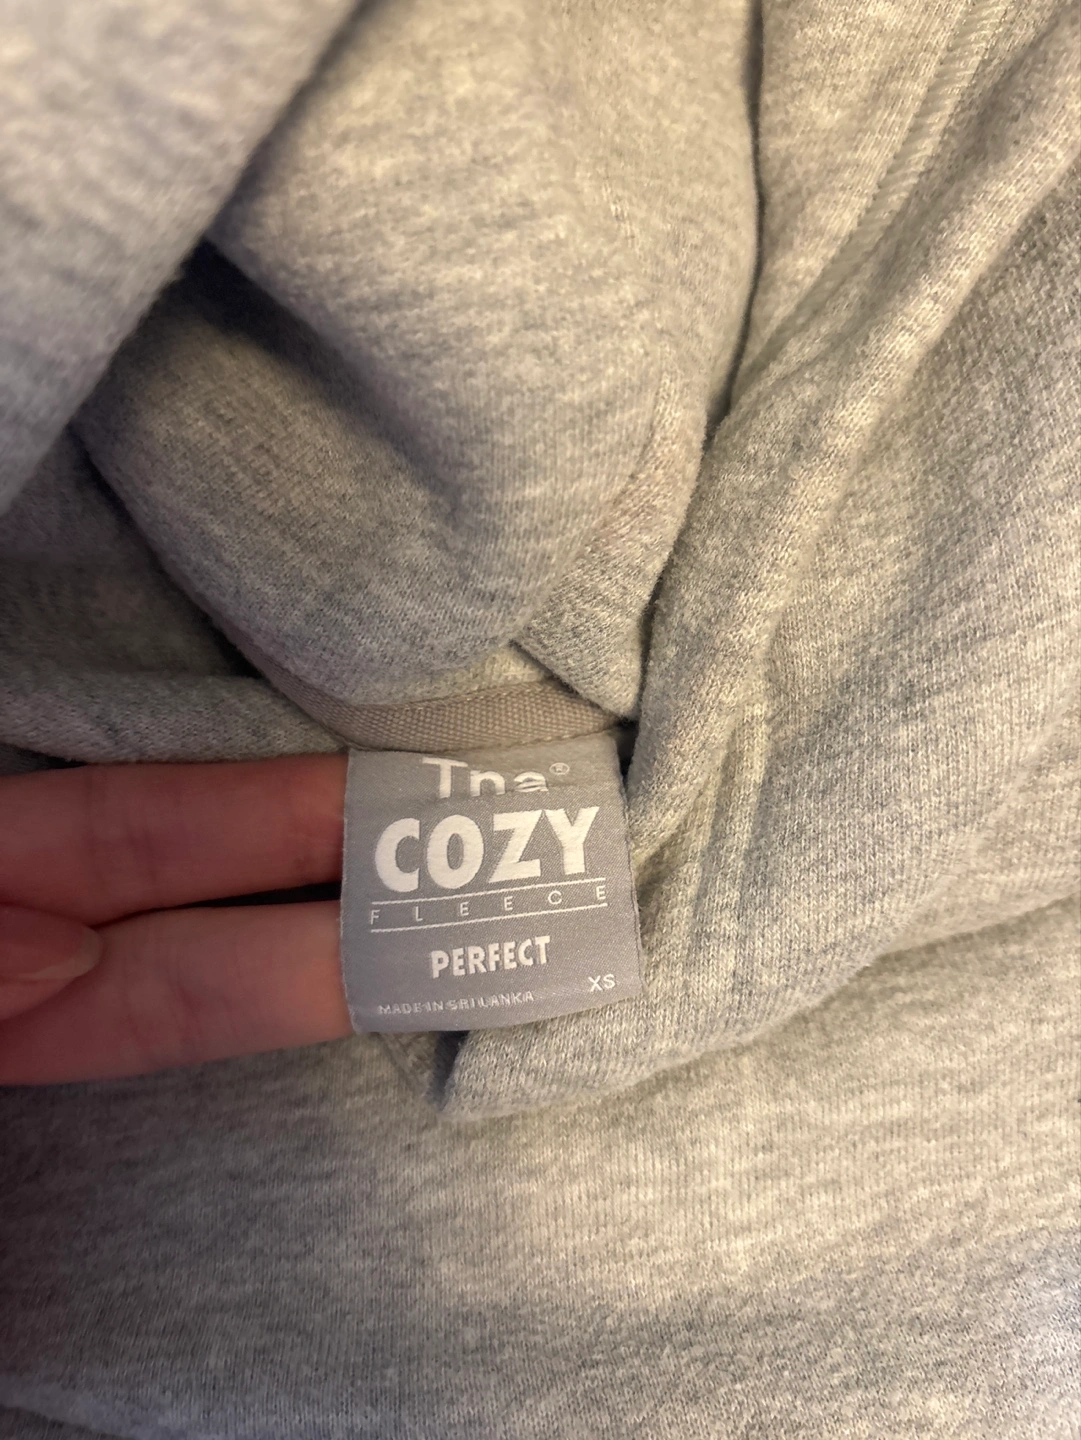 Tna®
COZY
FLEECE
PERFECT
XS
MADE IN SRI LANKA